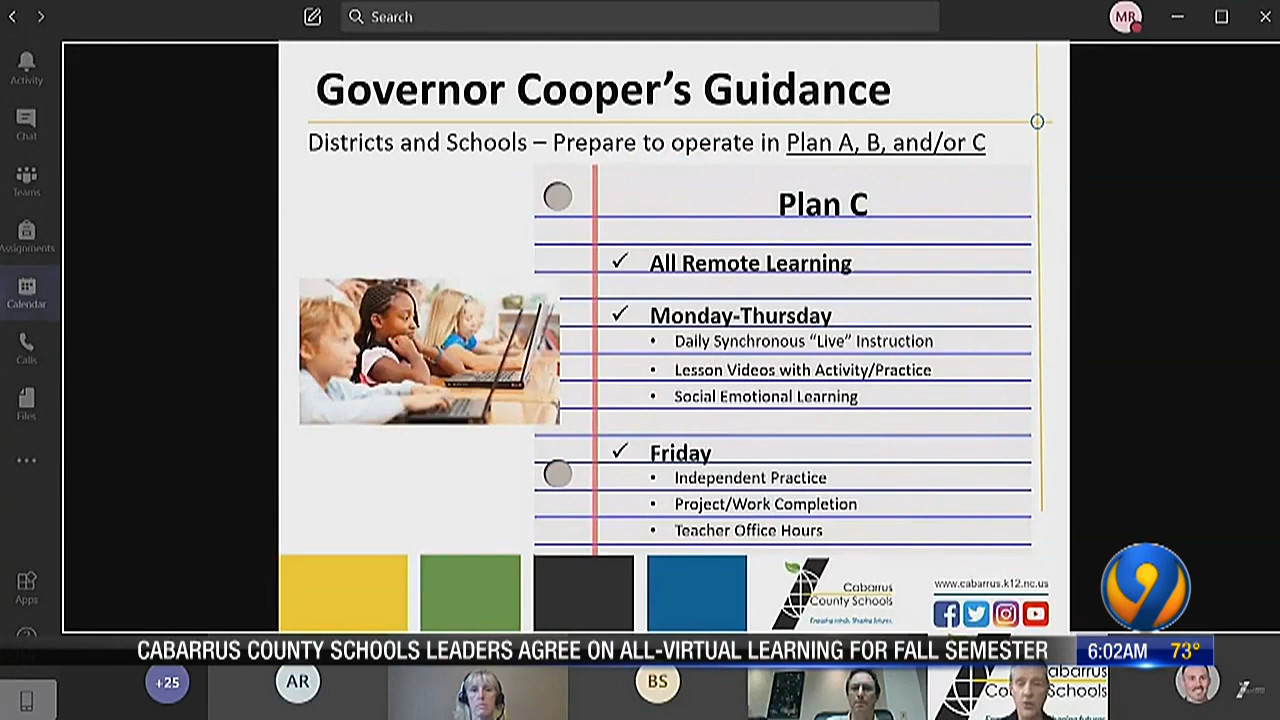 Search
MR
Activity
Chat
Teams
Assignments
Calendar
Calls
Files
Apps
Governor Cooper's Guidance
Districts and Schools – Prepare to operate in Plan A, B, and/or C
Plan C
✓ All Remote Learning
✓ Monday-Thursday
• Daily Synchronous “Live” Instruction
• Lesson Videos with Activity/Practice
• Social Emotional Learning
✓ Friday
• Independent Practice
• Project/Work Completion
• Teacher Office Hours
Cabarrus
County Schools
www.cabarrus.k12.nc.us
9
CABARRUS COUNTY SCHOOLS LEADERS AGREE ON ALL-VIRTUAL LEARNING FOR FALL SEMESTER
6:02AM 73°
+25
AR
BS